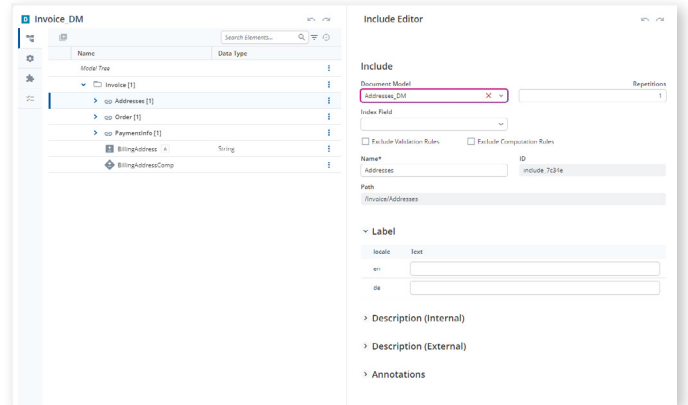 D Invoice_DM
Search Elements...
Name Data Type
Model Tree
Invoice [1]
Addresses [1]
Order [1]
PaymentInfo [1]
BillingAddress A String
BillingAddressComp
Include Editor
Include
Document Model Repetitions
Addresses_DM 1
Index Field
Exclude Validation Rules Exclude Computation Rules
Name* ID
Addresses include_7c34e
Path
/Invoice/Addresses
Label
locale Text
en
de
Description (Internal)
Description (External)
Annotations